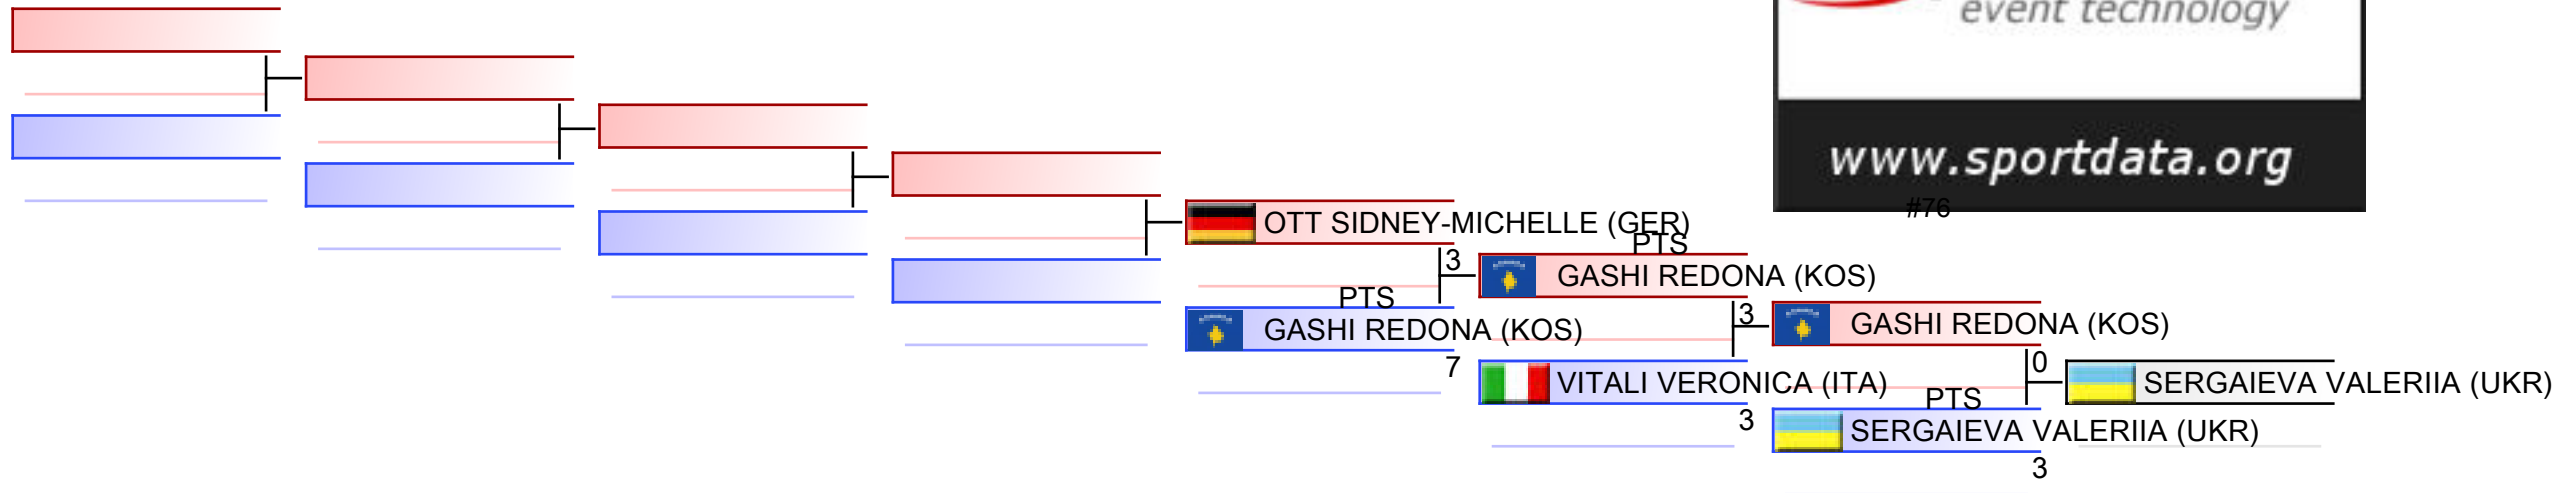 event technology
www.sportdata.org
#76
OTT SIDNEY-MICHELLE (GER)
PTS
3
GASHI REDONA (KOS)
PTS
3
GASHI REDONA (KOS)
GASHI REDONA (KOS)
0
7
VITALI VERONICA (ITA)
SERGAIEVA VALERIIA (UKR)
PTS
3
SERGAIEVA VALERIIA (UKR)
3